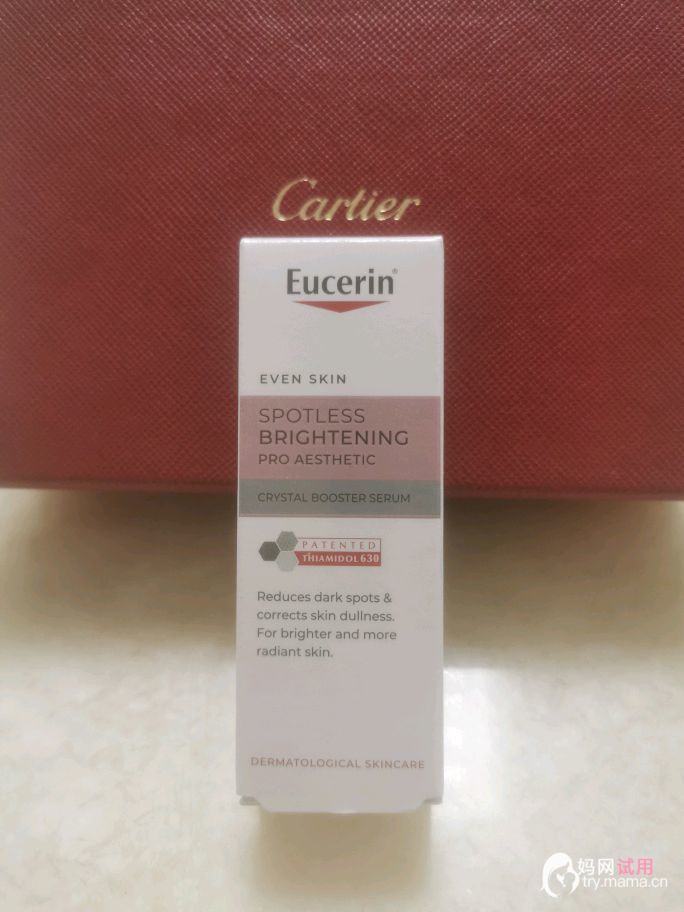 Cartier
Eucerin®
EVEN SKIN
SPOTLESS
BRIGHTENING
PRO AESTHETIC
CRYSTAL BOOSTER SERUM
PATENTED
THIAMIDOL 630
Reduces dark spots &
corrects skin dullness.
For brighter and more
radiant skin.
DERMATOLOGICAL SKINCARE
妈网试用
try.mama.cn